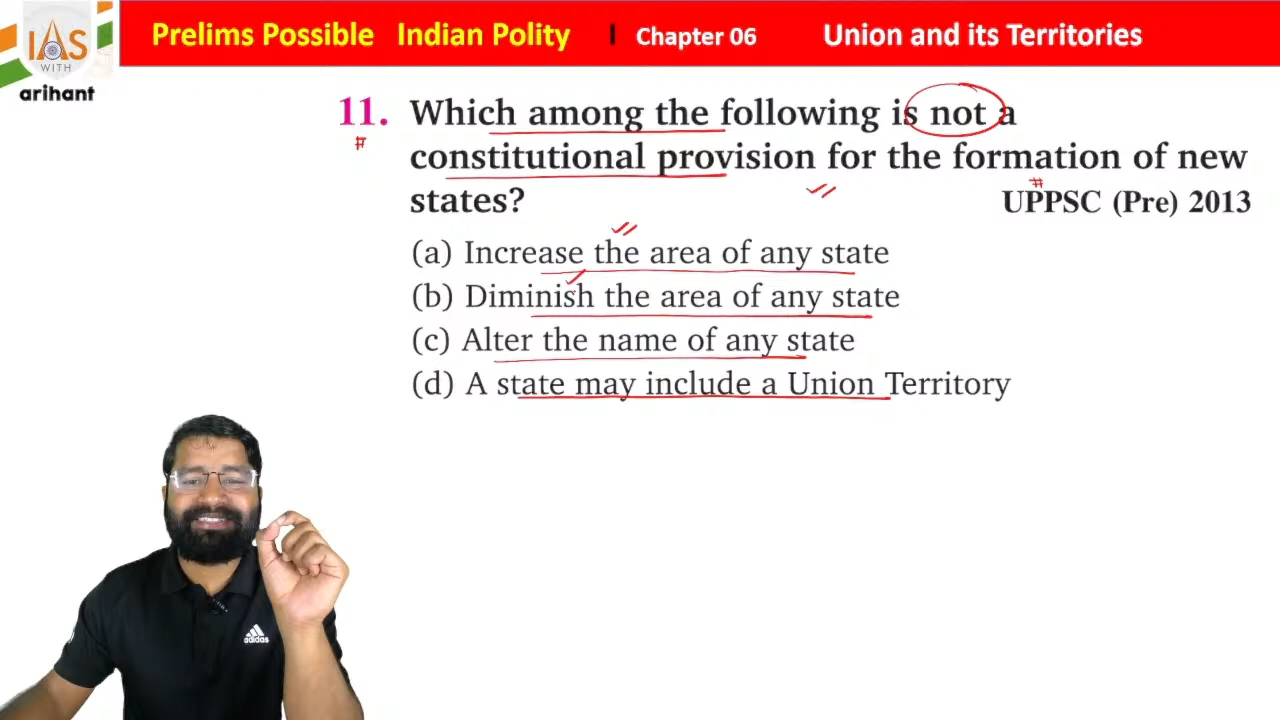 IAS
WITH
arihant
Prelims Possible Indian Polity | Chapter 06 Union and its Territories
11. Which among the following is not a
constitutional provision for the formation of new
states? UPPSC (Pre) 2013
(a) Increase the area of any state
(b) Diminish the area of any state
(c) Alter the name of any state
(d) A state may include a Union Territory
adidas